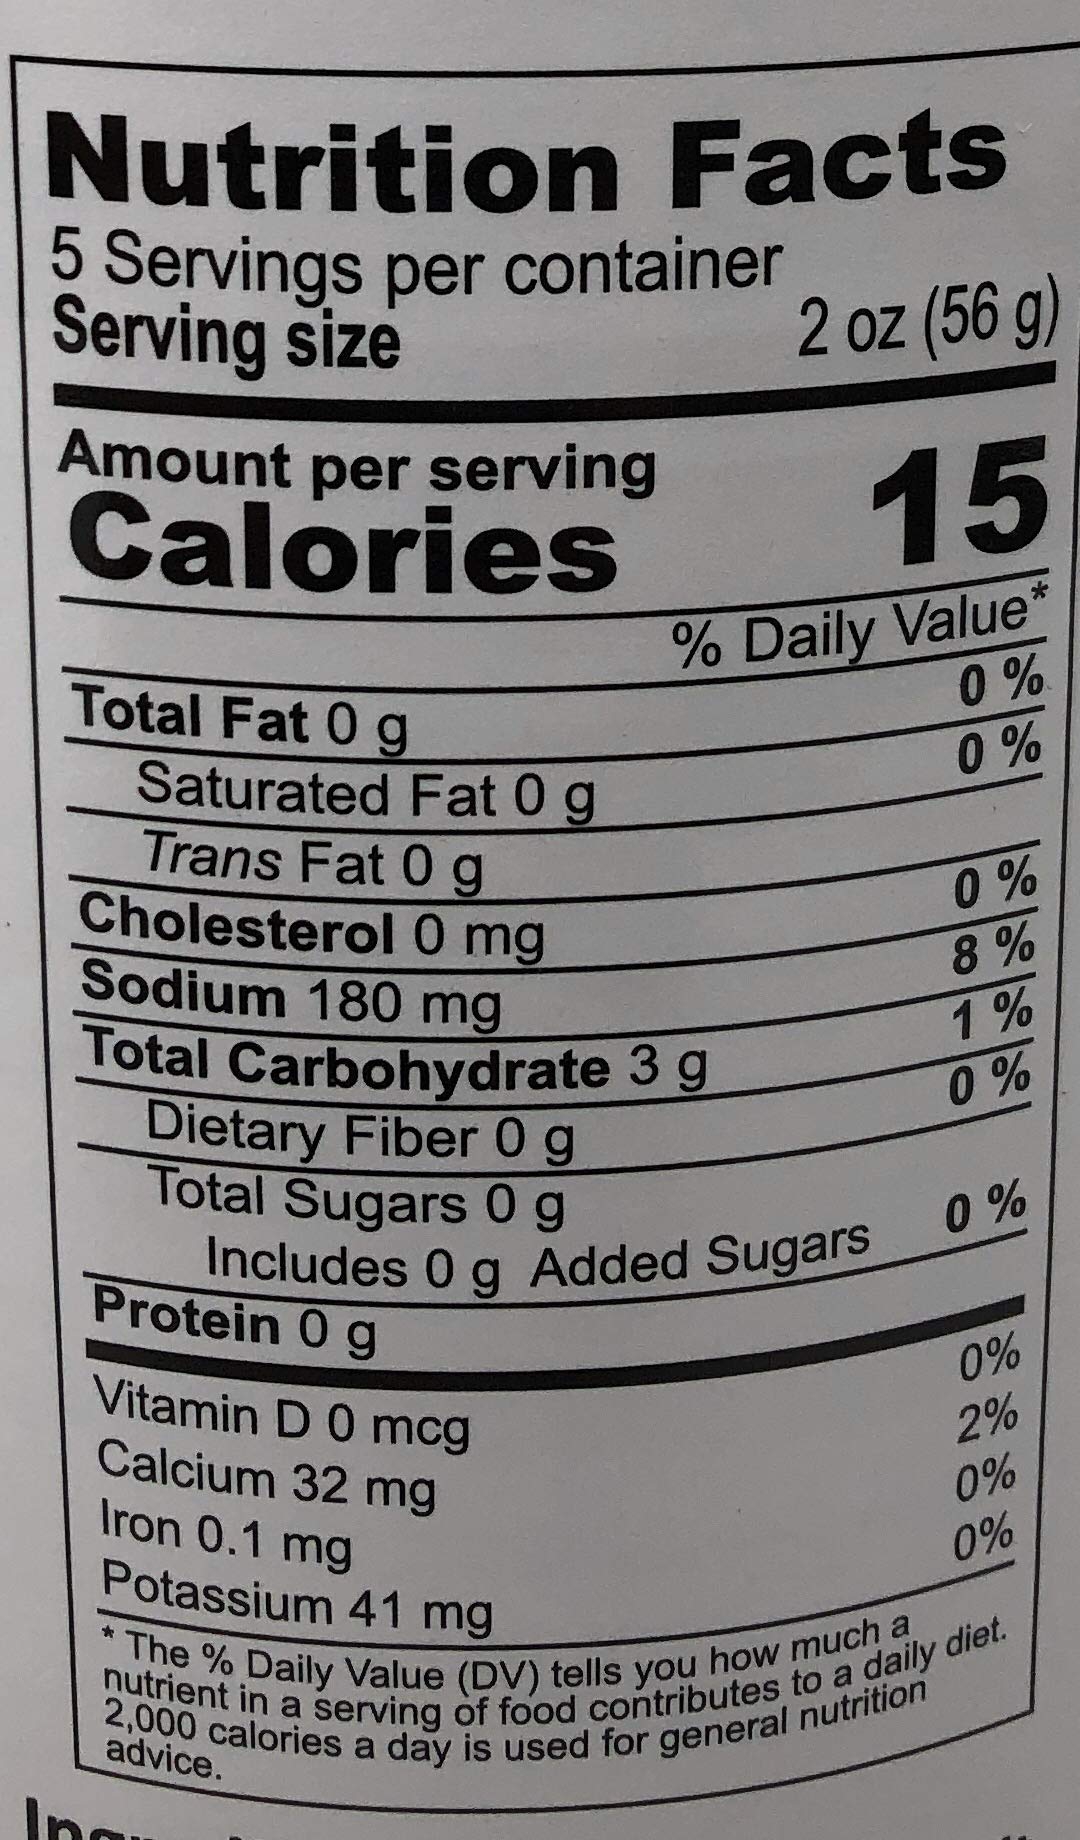 Nutrition Facts
5 Servings per container
Serving size 2 oz (56 g)
Amount per serving
Calories 15
% Daily Value*
Total Fat 0 g 0 %
Saturated Fat 0 g 0 %
Trans Fat 0 g
Cholesterol 0 mg 0 %
Sodium 180 mg 8 %
Total Carbohydrate 3 g 1 %
Dietary Fiber 0 g 0 %
Total Sugars 0 g
Includes 0 g Added Sugars 0 %
Protein 0 g
Vitamin D 0 mcg 0%
Calcium 32 mg 2%
Iron 0.1 mg 0%
Potassium 41 mg 0%
* The % Daily Value (DV) tells you how much a
nutrient in a serving of food contributes to a daily diet.
2,000 calories a day is used for general nutrition
advice.